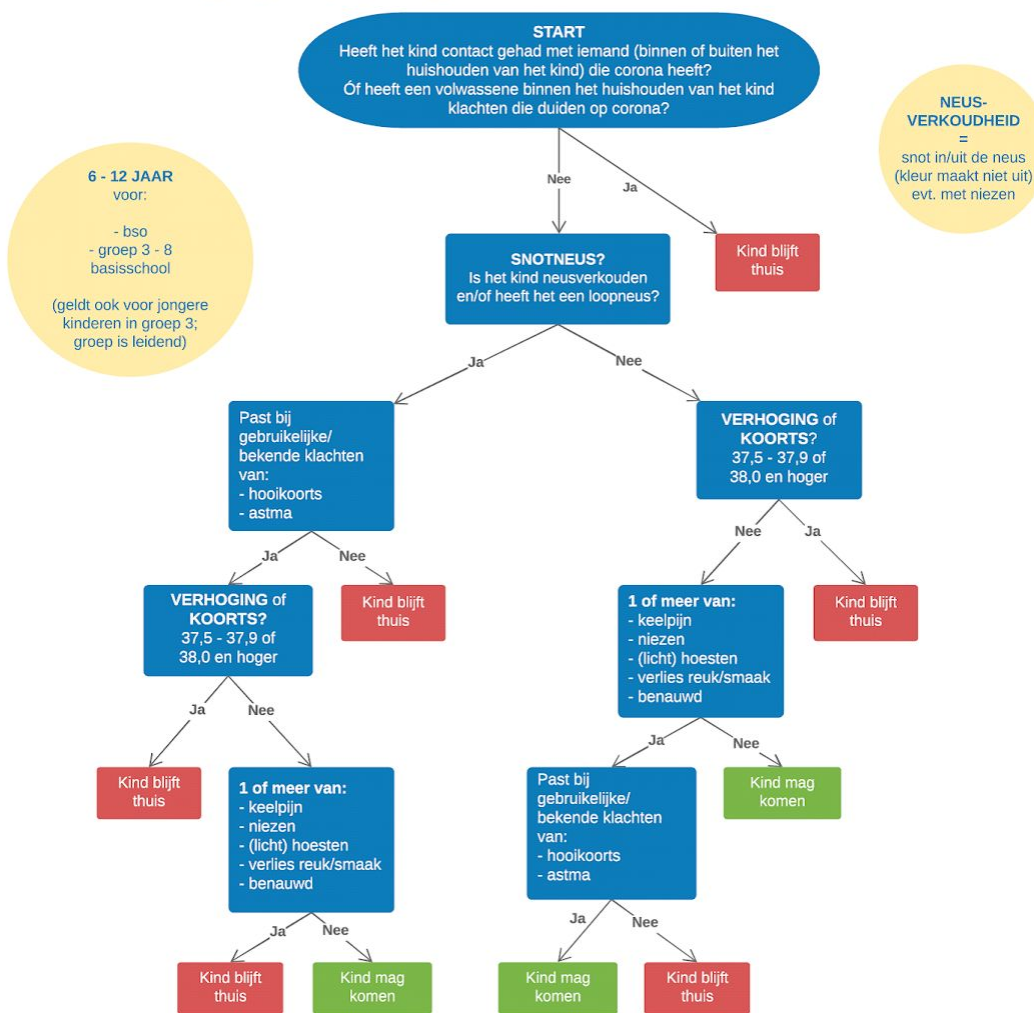 START
Heeft het kind contact gehad met iemand (binnen of buiten het
huishouden van het kind) die corona heeft?
Óf heeft een volwassene binnen het huishouden van het kind
klachten die duiden op corona?
NEUS-
VERKOUDHEID
=
snot in/uit de neus
(kleur maakt niet uit)
evt. met niezen
6 - 12 JAAR
voor:
- bso
- groep 3 - 8
basisschool
(geldt ook voor jongere
kinderen in groep 3;
groep is leidend)
Nee
Ja
SNOTNEUS?
Is het kind neusverkouden
en/of heeft het een loopneus?
Kind blijft
thuis
Ja
Nee
Past bij
gebruikelijke/
bekende klachten
van:
- hooikoorts
- astma
VERHOGING of
KOORTS?
37,5 - 37,9 of
38,0 en hoger
Ja
Nee
Nee
Ja
VERHOGING of
KOORTS?
37,5 - 37,9 of
38,0 en hoger
Kind blijft
thuis
1 of meer van:
- keelpijn
- niezen
- (licht) hoesten
- verlies reuk/smaak
- benauwd
Kind blijft
thuis
Ja
Nee
Ja
Nee
Kind blijft
thuis
1 of meer van:
- keelpijn
- niezen
- (licht) hoesten
- verlies reuk/smaak
- benauwd
Past bij
gebruikelijke/
bekende klachten
van:
- hooikoorts
- astma
Kind mag
komen
Ja
Nee
Ja
Nee
Kind blijft
thuis
Kind mag
komen
Kind mag
komen
Kind blijft
thuis